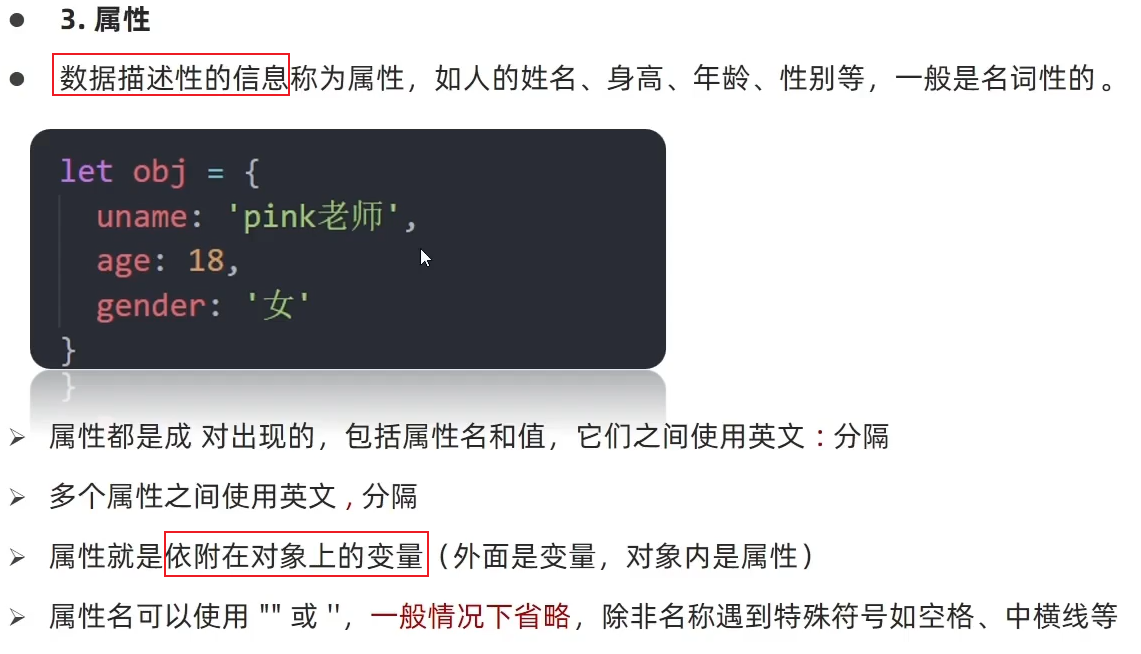 3. 属性
数据描述性的信息称为属性，如人的姓名、身高、年龄、性别等，一般是名词性的。
let obj = {
uname: 'pink老师',
age: 18,
gender: '女'
}
属性都是成 对出现的，包括属性名和值，它们之间使用英文 : 分隔
多个属性之间使用英文 , 分隔
属性就是依附在对象上的变量（外面是变量，对象内是属性）
属性名可以使用 "" 或 ''，一般情况下省略，除非名称遇到特殊符号如空格、中横线等